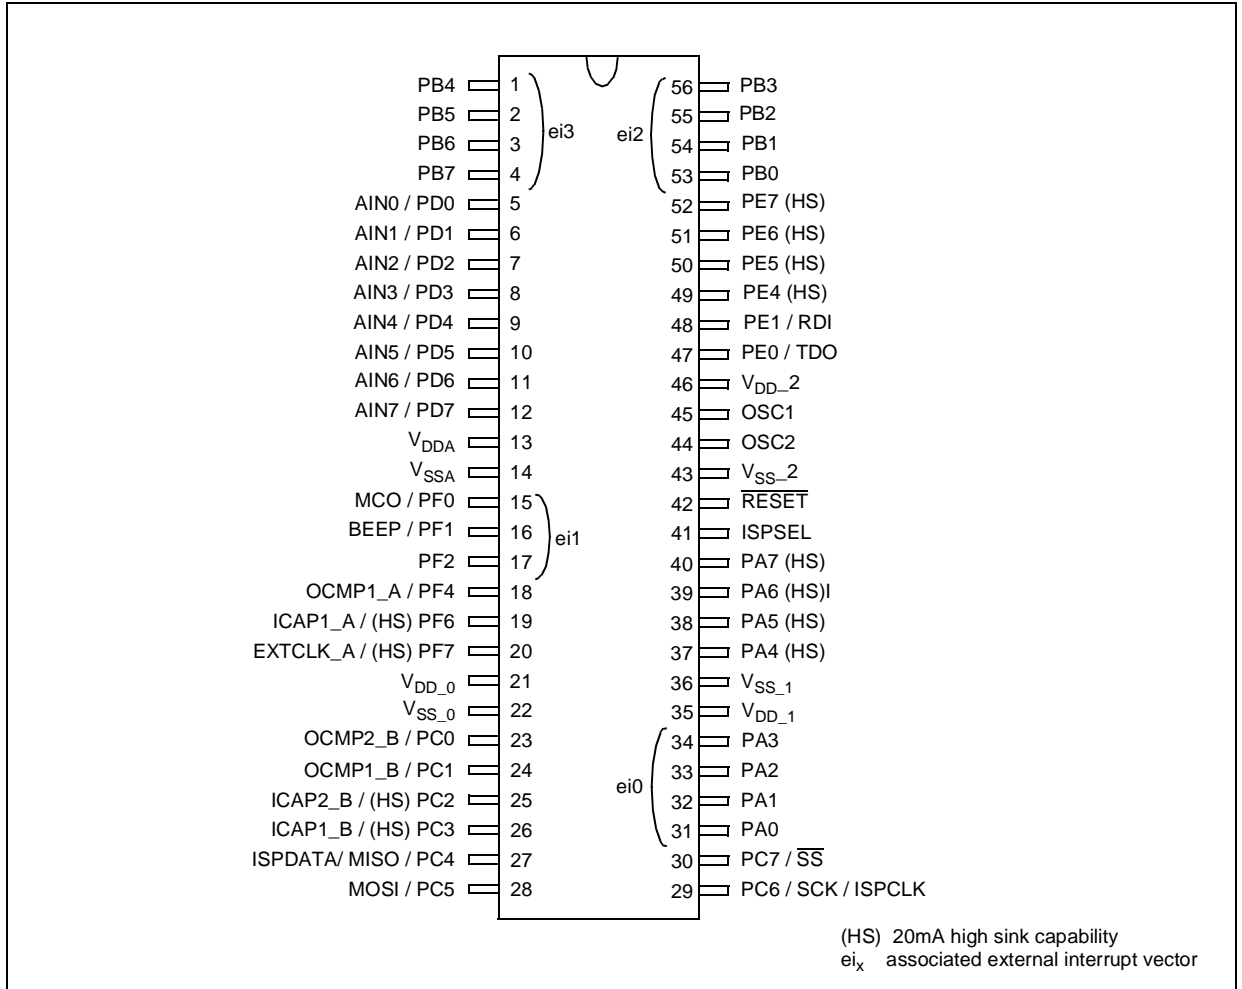 PB4 1 56 PB3
PB5 2 55 PB2
ei3 ei2
PB6 3 54 PB1
PB7 4 53 PB0
AIN0 / PD0 5 52 PE7 (HS)
AIN1 / PD1 6 51 PE6 (HS)
AIN2 / PD2 7 50 PE5 (HS)
AIN3 / PD3 8 49 PE4 (HS)
AIN4 / PD4 9 48 PE1 / RDI
AIN5 / PD5 10 47 PE0 / TDO
AIN6 / PD6 11 46 VDD_2
AIN7 / PD7 12 45 OSC1
VDDA 13 44 OSC2
VSSA 14 43 VSS_2
MCO / PF0 15 42 RESET
BEEP / PF1 16 41 ISPSEL
ei1
PF2 17 40 PA7 (HS)
OCMP1_A / PF4 18 39 PA6 (HS)I
ICAP1_A / (HS) PF6 19 38 PA5 (HS)
EXTCLK_A / (HS) PF7 20 37 PA4 (HS)
VDD_0 21 36 VSS_1
VSS_0 22 35 VDD_1
OCMP2_B / PC0 23 34 PA3
OCMP1_B / PC1 24 33 PA2
ei0
ICAP2_B / (HS) PC2 25 32 PA1
ICAP1_B / (HS) PC3 26 31 PA0
ISPDATA/ MISO / PC4 27 30 PC7 / SS
MOSI / PC5 28 29 PC6 / SCK / ISPCLK
(HS) 20mA high sink capability
eix associated external interrupt vector